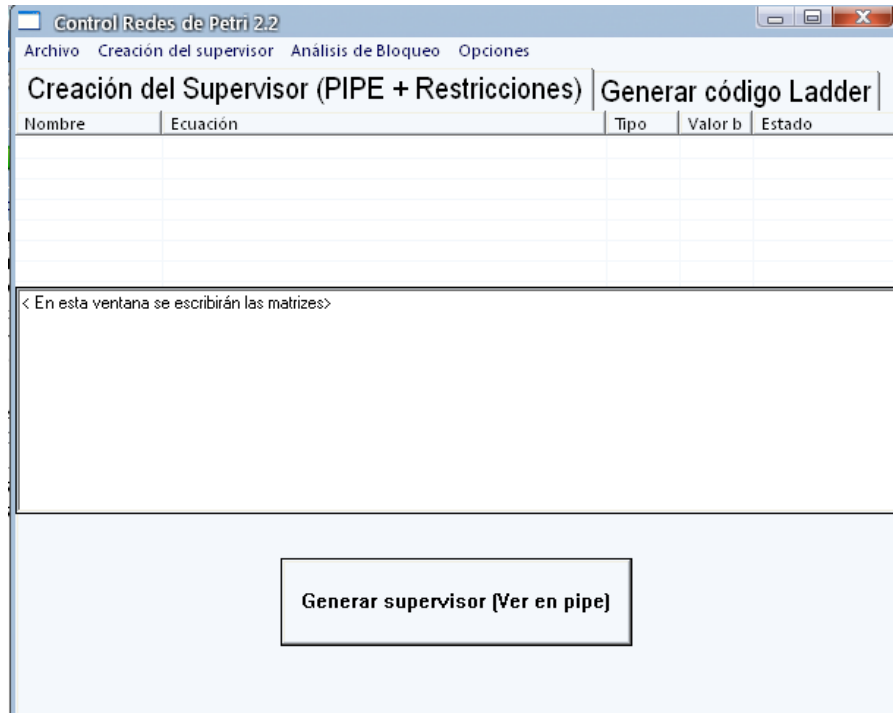 Control Redes de Petri 2.2
Archivo Creación del supervisor Análisis de Bloqueo Opciones
Creación del Supervisor (PIPE + Restricciones) Generar código Ladder
Nombre Ecuación Tipo Valor b Estado
< En esta ventana se escribirán las matrizes>
Generar supervisor (Ver en pipe)